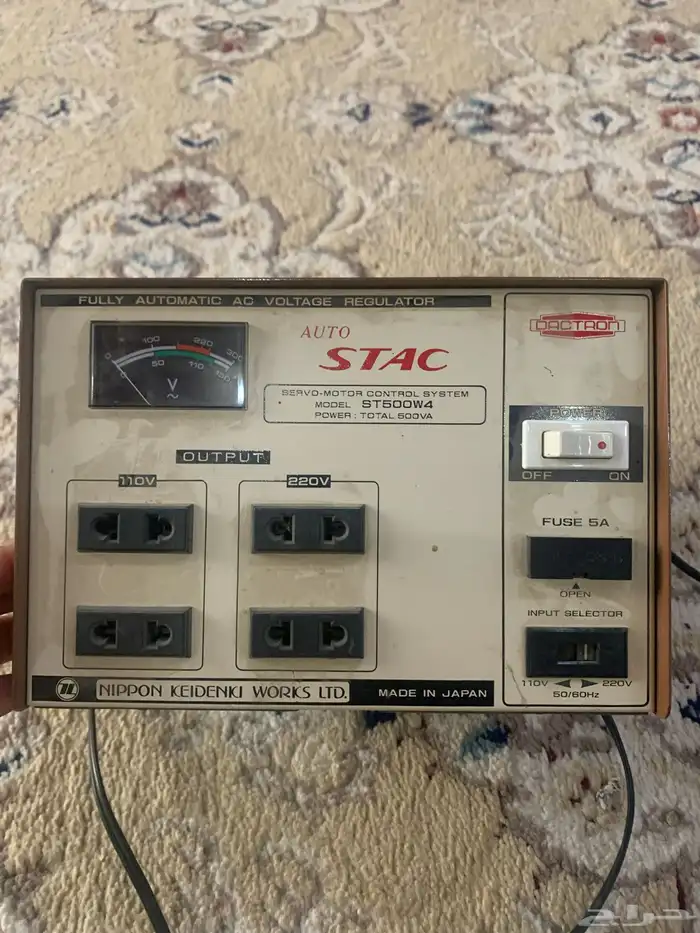 FULLY AUTOMATIC AC VOLTAGE REGULATOR
DACTRON
AUTO
STAC
0 100 220 300
0 50 110 150
V
~
SERVO-MOTOR CONTROL SYSTEM
MODEL ST500W4
POWER : TOTAL 500VA
POWER
OFF ON
OUTPUT
110V 220V
FUSE 5A
OPEN
INPUT SELECTOR
110V 220V
50/60Hz
NIPPON KEIDENKI WORKS LTD. MADE IN JAPAN
حراج